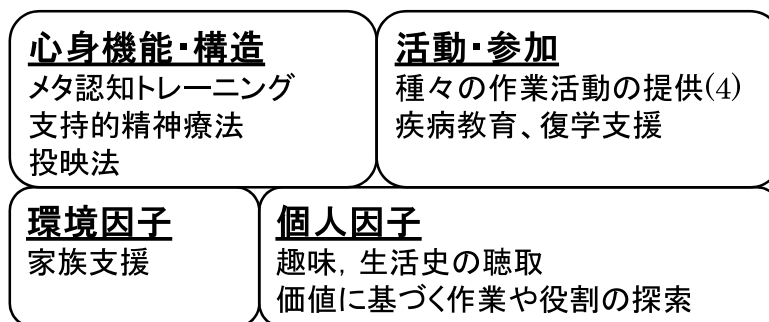 心身機能・構造
メタ認知トレーニング
支持的精神療法
投映法
活動・参加
種々の作業活動の提供(4)
疾病教育、復学支援
環境因子
家族支援
個人因子
趣味, 生活史の聴取
価値に基づく作業や役割の探索